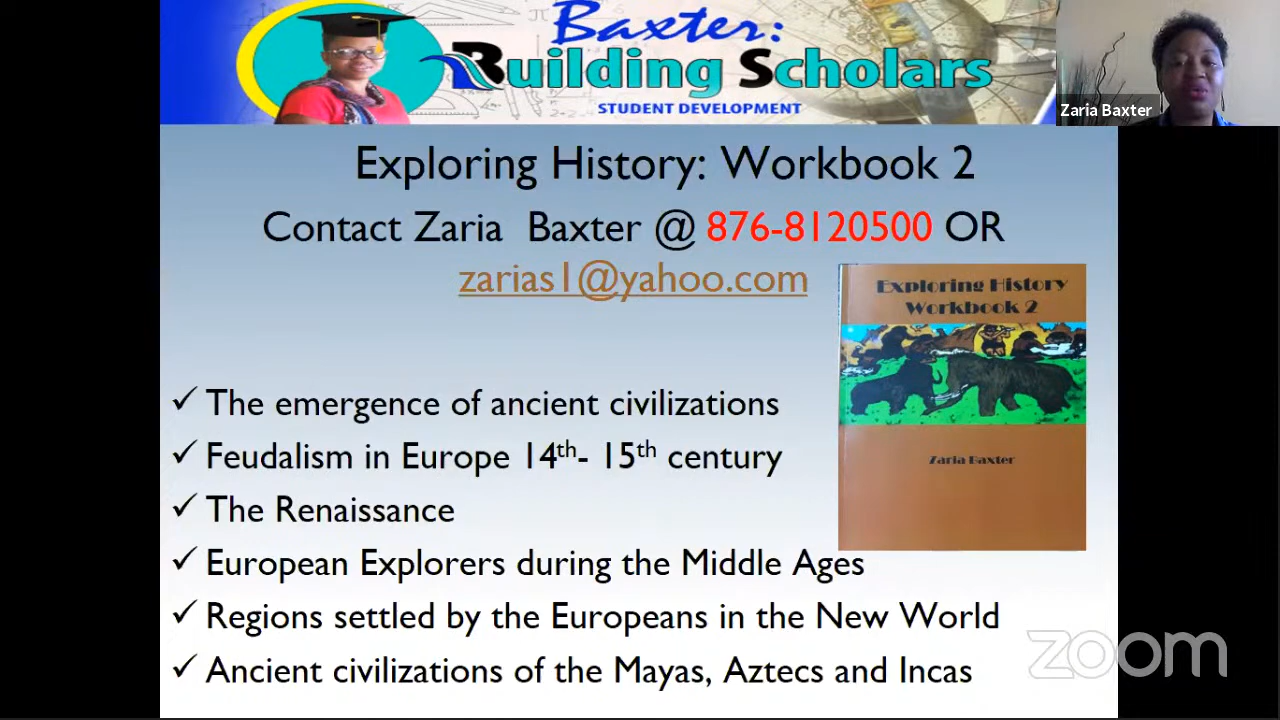 Baxter:
Building Scholars
STUDENT DEVELOPMENT
Zaria Baxter
Exploring History: Workbook 2
Contact Zaria Baxter @ 876-8120500 OR
zarias1@yahoo.com
Exploring History
Workbook 2
Zaria Baxter
✓ The emergence of ancient civilizations
✓ Feudalism in Europe 14th- 15th century
✓ The Renaissance
✓ European Explorers during the Middle Ages
✓ Regions settled by the Europeans in the New World
✓ Ancient civilizations of the Mayas, Aztecs and Incas
zoom